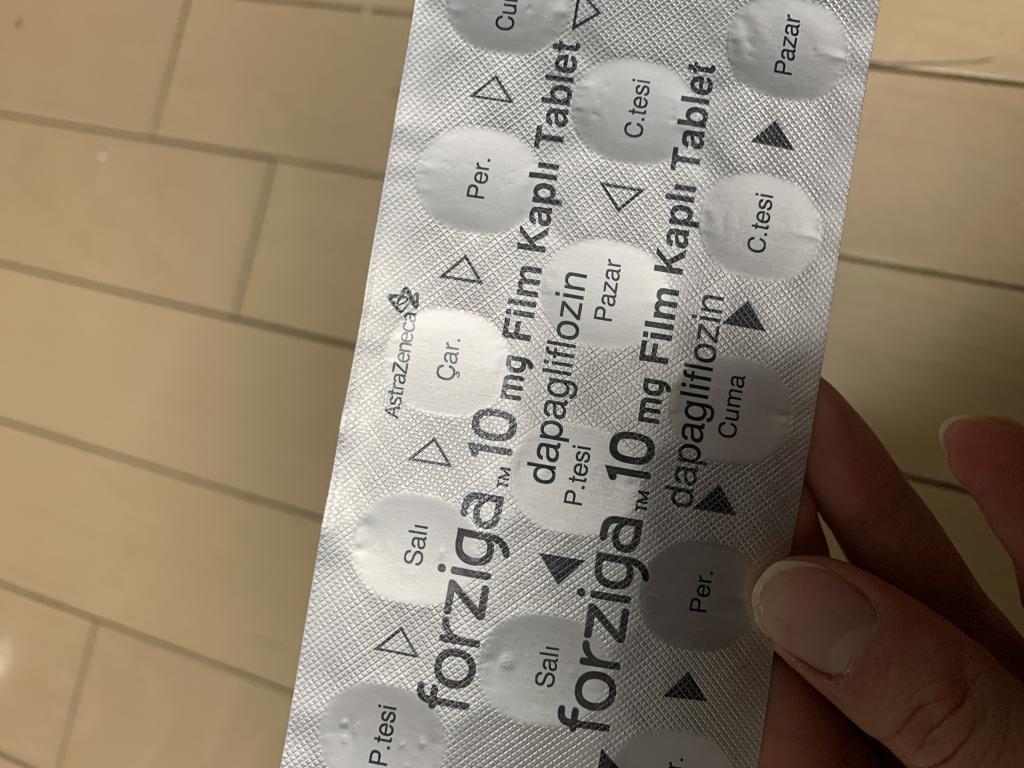 AstraZeneca
P.tesi
Salı
Çar.
Per.
forziga™ 10 mg Film Kaplı Tablet
dapagliflozin
Salı
P.tesi
Pazar
C.tesi
forziga™ 10 mg Film Kaplı Tablet
dapagliflozin
Per.
Cuma
C.tesi
Pazar